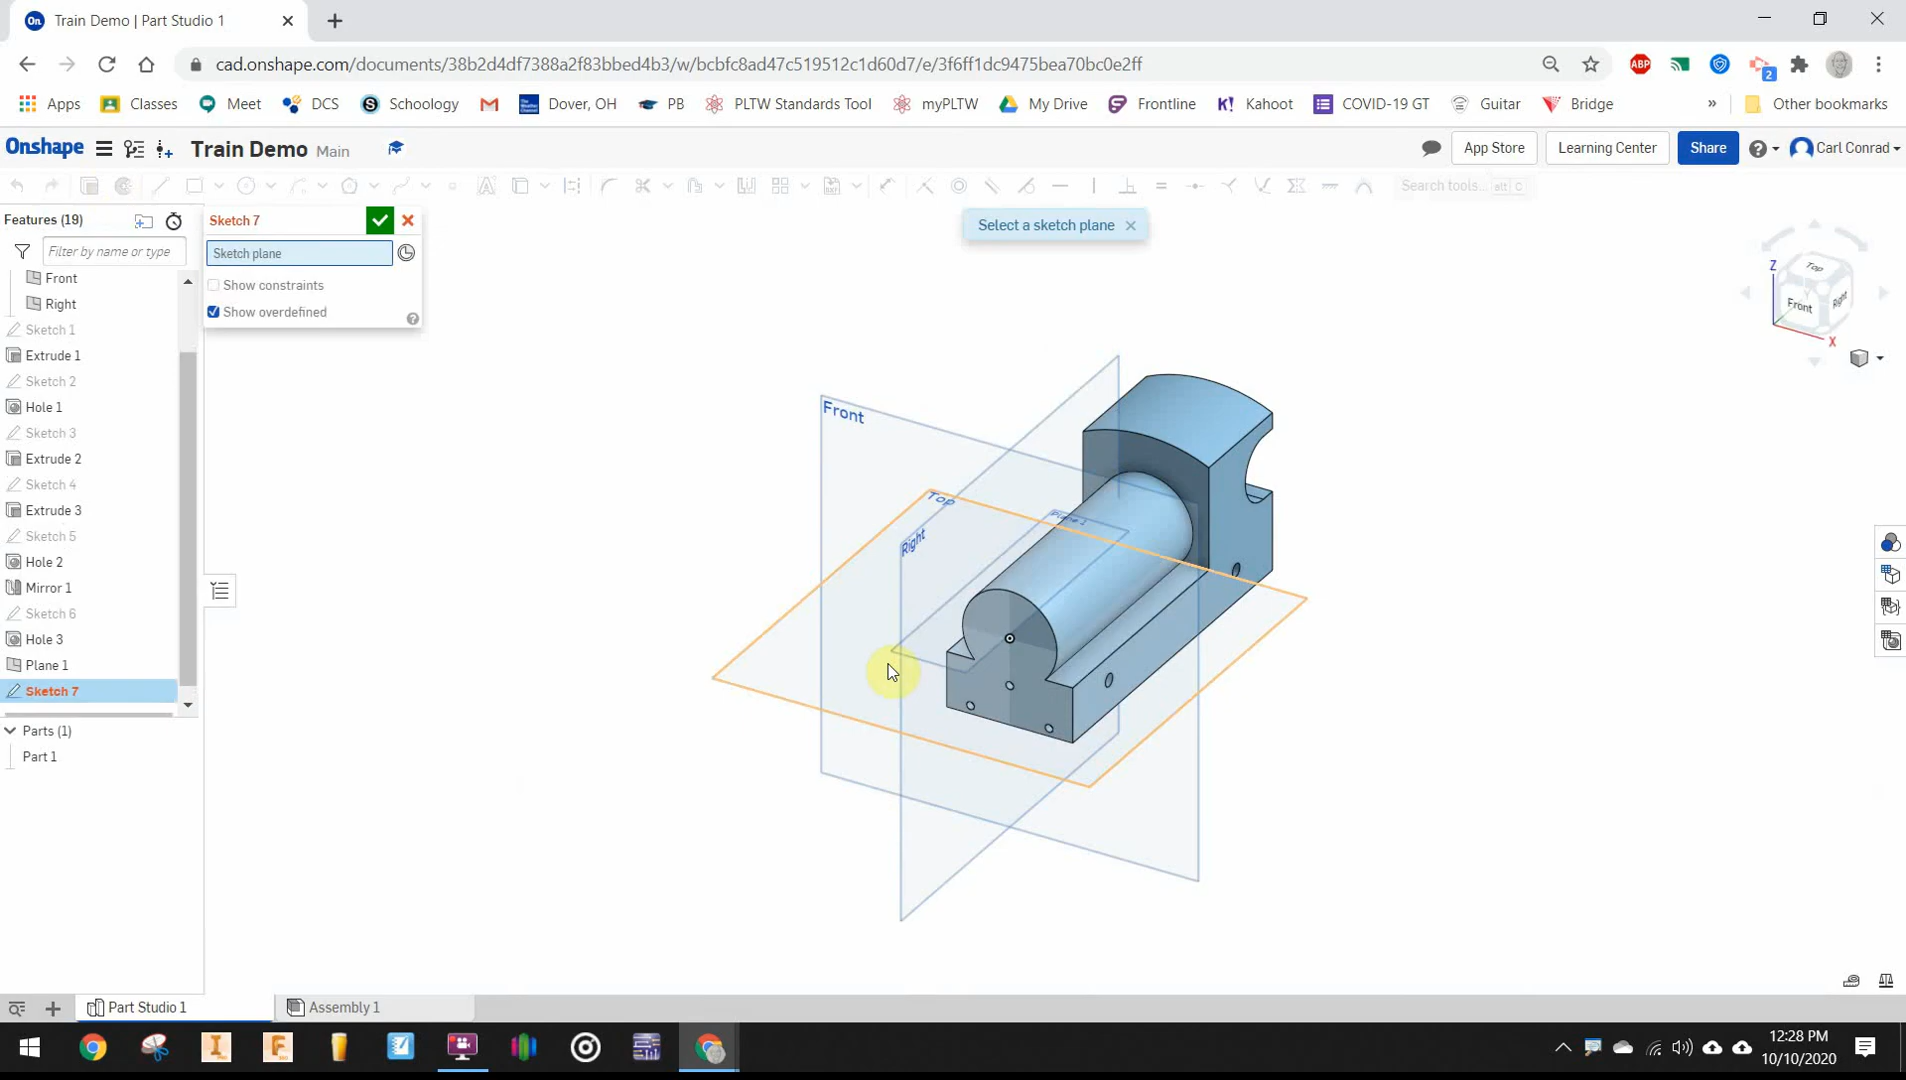 Train Demo | Part Studio 1
cad.onshape.com/documents/38b2d4df7388a2f83bbed4b3/w/bcbfc8ad47c519512c1d60d7/e/3f6ff1dc9475bea70bc0e2ff
ABP
2
Apps Classes Meet DCS Schoology Dover, OH PB PLTW Standards Tool myPLTW My Drive Frontline Kahoot COVID-19 GT Guitar Bridge » Other bookmarks
Onshape Train Demo Main App Store Learning Center Share Carl Conrad
Search tools... alt C
Features (19)
Filter by name or type
Front
Right
Sketch 1
Extrude 1
Sketch 2
Hole 1
Sketch 3
Extrude 2
Sketch 4
Extrude 3
Sketch 5
Hole 2
Mirror 1
Sketch 6
Hole 3
Plane 1
Sketch 7
Parts (1)
Part 1
Sketch 7
Sketch plane
Show constraints
Show overdefined
Select a sketch plane
Front
Top
Right
Plane 1
Z
Top
Front
Right
X
Part Studio 1
Assembly 1
12:28 PM
10/10/2020